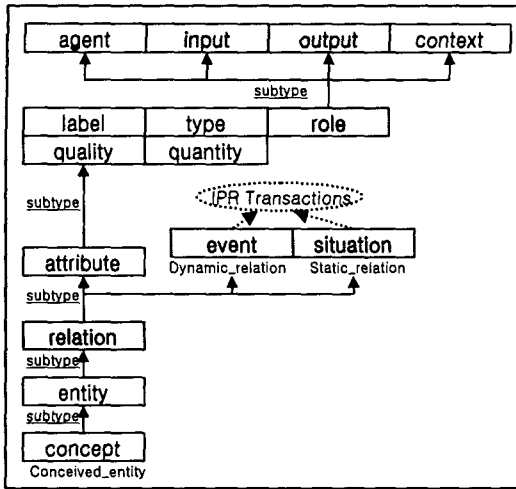 agent input output context
subtype
label type role
quality quantity
subtype
IPR Transactions
event situation
attribute Dynamic_relation Static_relation
subtype
relation
subtype
entity
subtype
concept
Conceived_entity